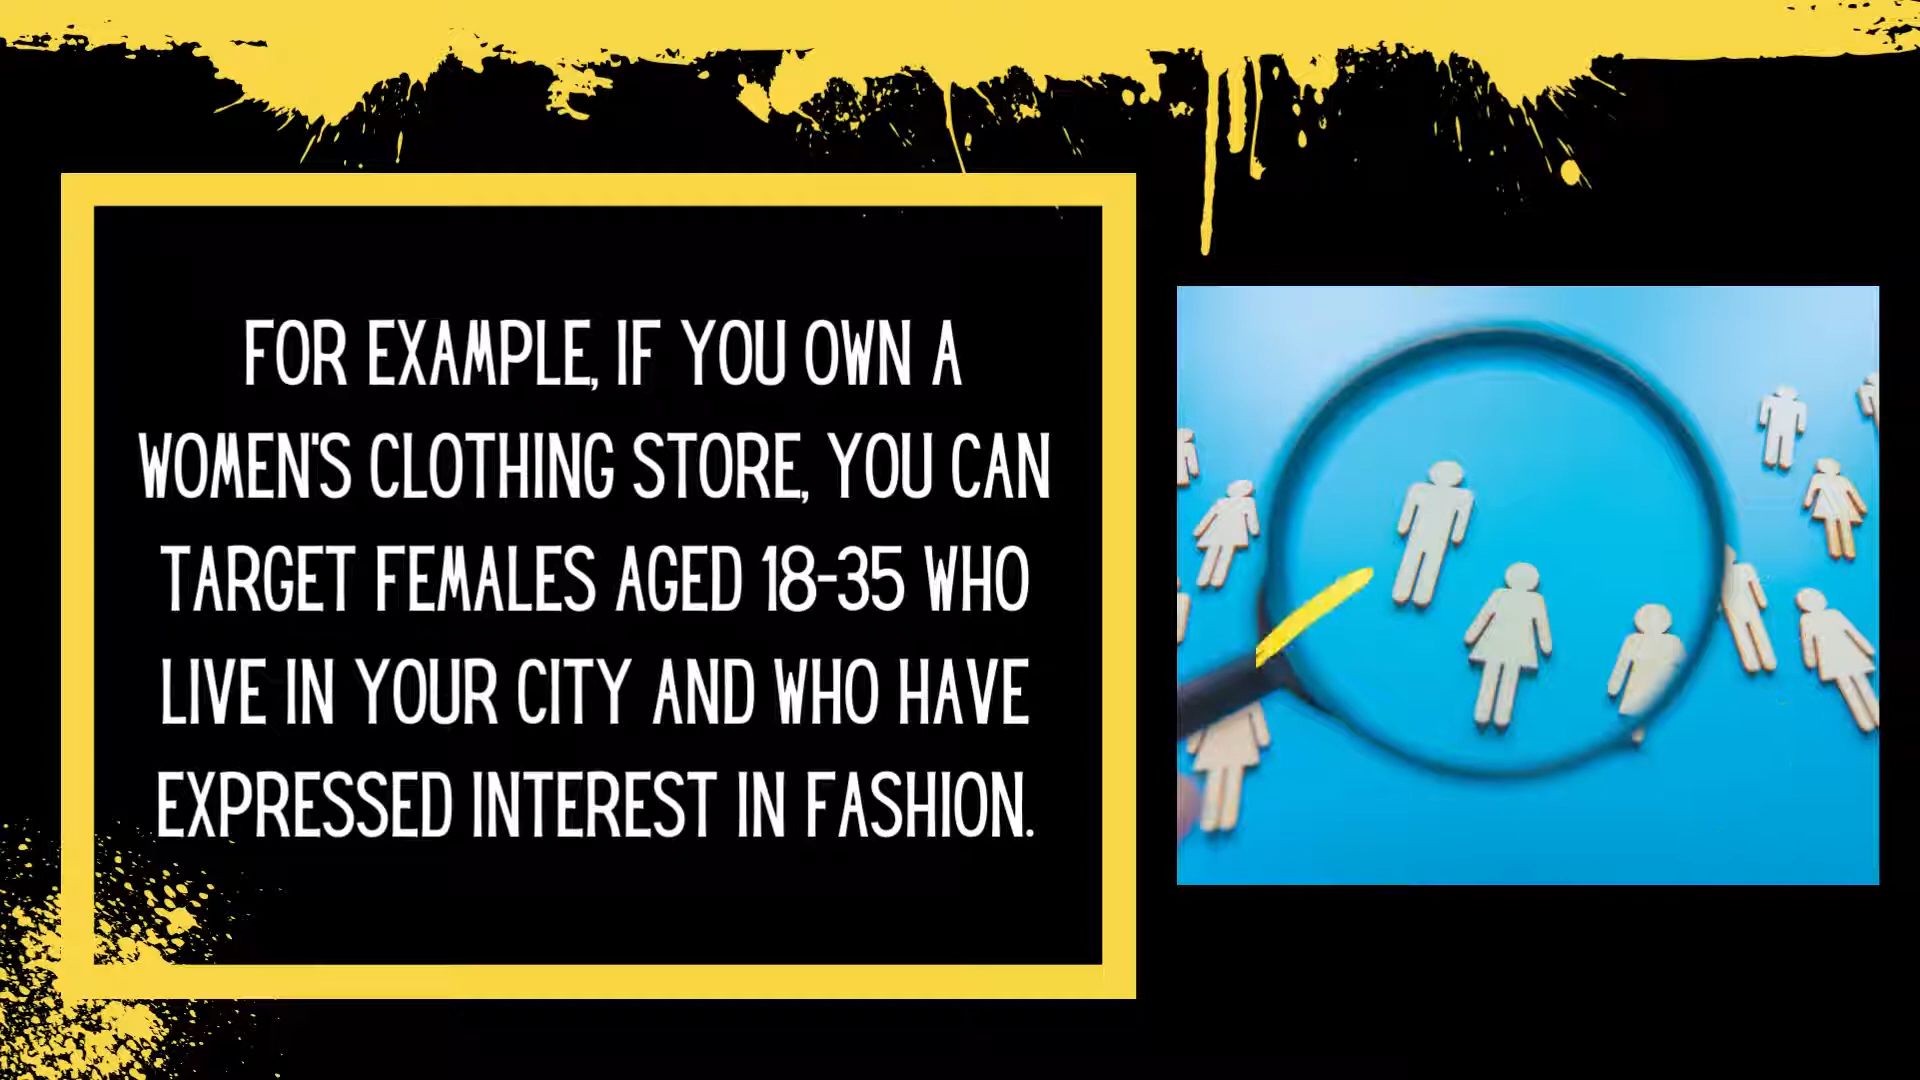 FOR EXAMPLE, IF YOU OWN A
WOMEN'S CLOTHING STORE, YOU CAN
TARGET FEMALES AGED 18-35 WHO
LIVE IN YOUR CITY AND WHO HAVE
EXPRESSED INTEREST IN FASHION.